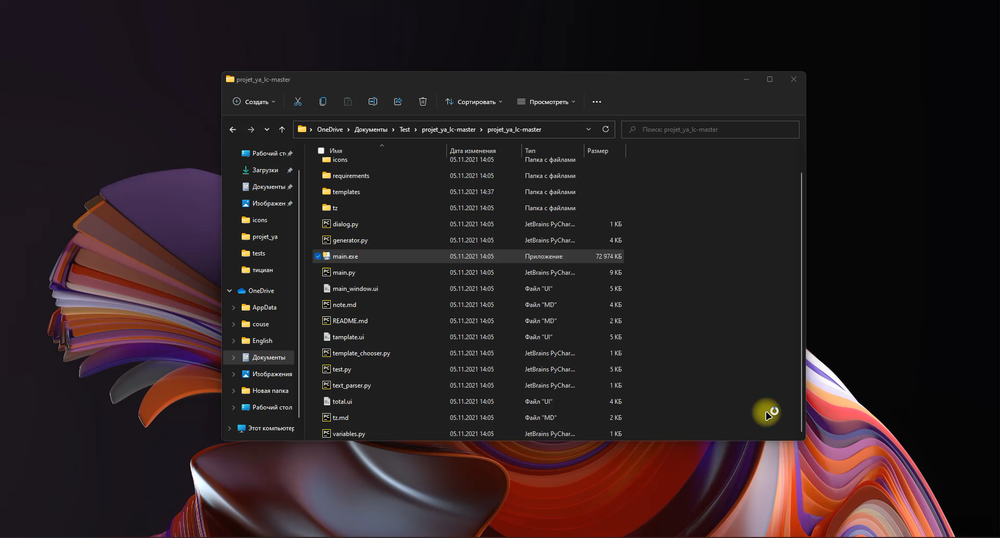 projet_ya_lc-master
Создать
Сортировать
Просмотреть
OneDrive
Документы
Test
projet_ya_lc-master
projet_ya_lc-master
Поиск: projet_ya_lc-master
Рабочий сто
Загрузки
Документы
Изображен
icons
projet_ya
tests
тициан
OneDrive
AppData
couse
English
Документы
Изображения
Новая папка
Рабочий стол
Этот компьютер
Имя Дата изменения Тип Размер
icons 05.11.2021 14:05 Папка с файлами
requirements 05.11.2021 14:05 Папка с файлами
templates 05.11.2021 14:37 Папка с файлами
tz 05.11.2021 14:05 Папка с файлами
dialog.py 05.11.2021 14:05 JetBrains PyChar... 1 КБ
generator.py 05.11.2021 14:05 JetBrains PyChar... 4 КБ
main.exe 05.11.2021 14:05 Приложение 72 974 КБ
main.py 05.11.2021 14:05 JetBrains PyChar... 9 КБ
main_window.ui 05.11.2021 14:05 Файл "UI" 5 КБ
note.md 05.11.2021 14:05 Файл "MD" 4 КБ
README.md 05.11.2021 14:05 Файл "MD" 2 КБ
tamplate.ui 05.11.2021 14:05 Файл "UI" 5 КБ
template_chooser.py 05.11.2021 14:05 JetBrains PyChar... 1 КБ
test.py 05.11.2021 14:05 JetBrains PyChar... 5 КБ
text_parser.py 05.11.2021 14:05 JetBrains PyChar... 1 КБ
total.ui 05.11.2021 14:05 Файл "UI" 4 КБ
tz.md 05.11.2021 14:05 Файл "MD" 2 КБ
variables.py 05.11.2021 14:05 JetBrains PyChar... 1 КБ